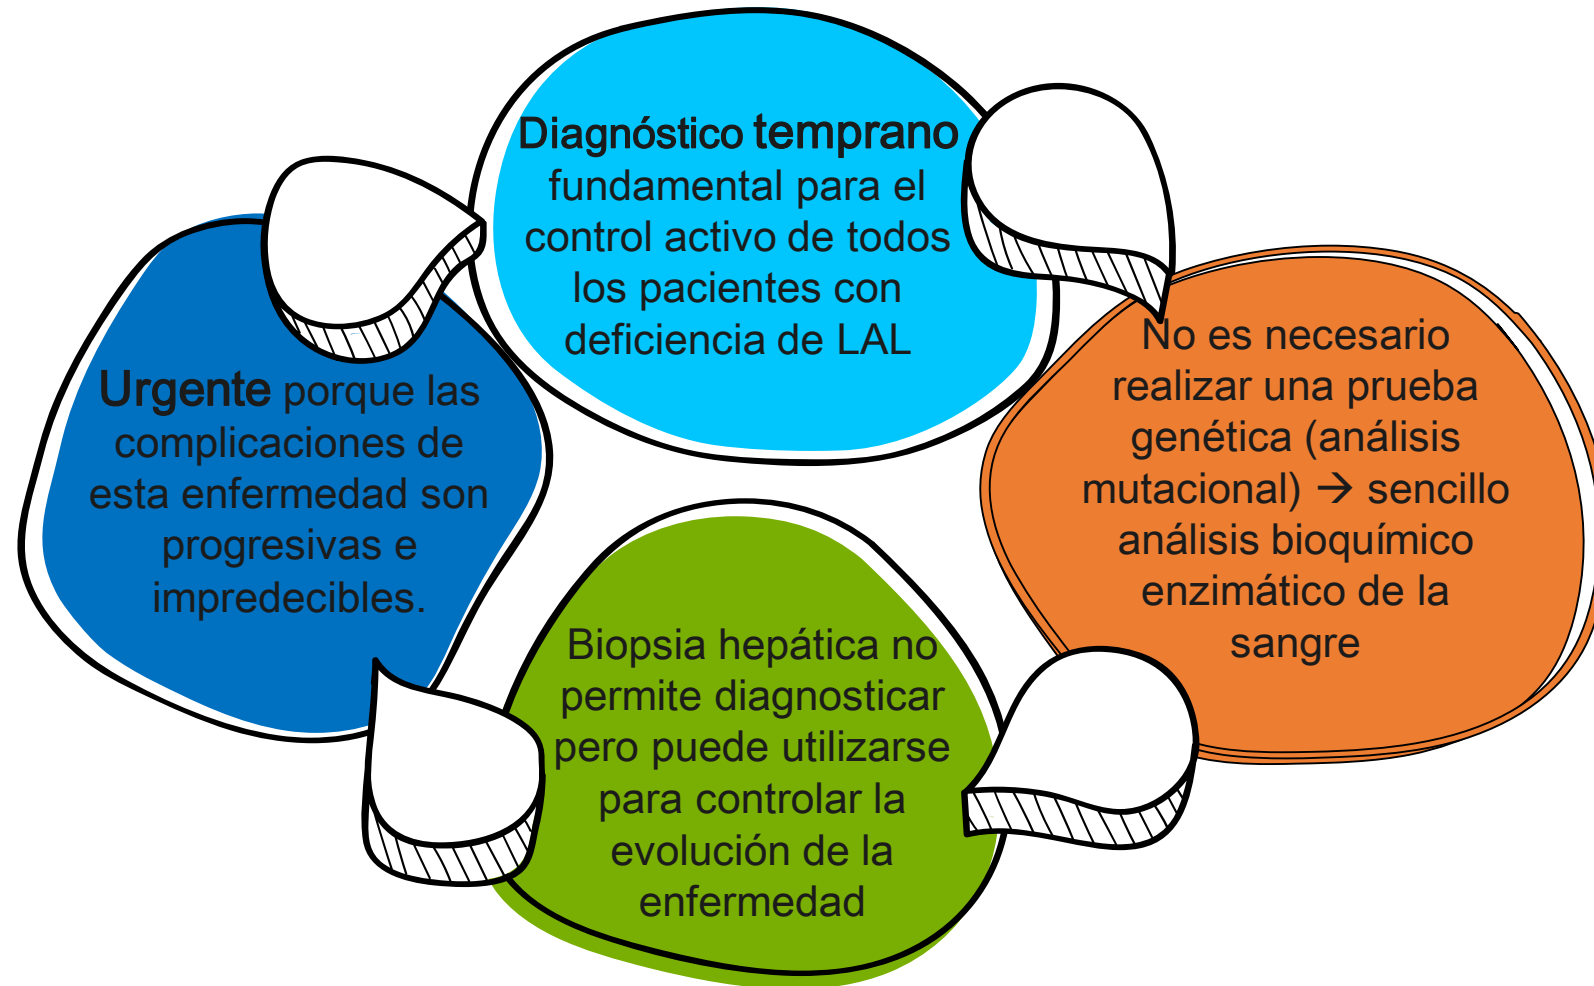 Diagnóstico temprano
fundamental para el
control activo de todos
los pacientes con
deficiencia de LAL
Urgente porque las
complicaciones de
esta enfermedad son
progresivas e
impredecibles.
No es necesario
realizar una prueba
genética (análisis
mutacional) → sencillo
análisis bioquímico
enzimático de la
sangre
Biopsia hepática no
permite diagnosticar
pero puede utilizarse
para controlar la
evolución de la
enfermedad